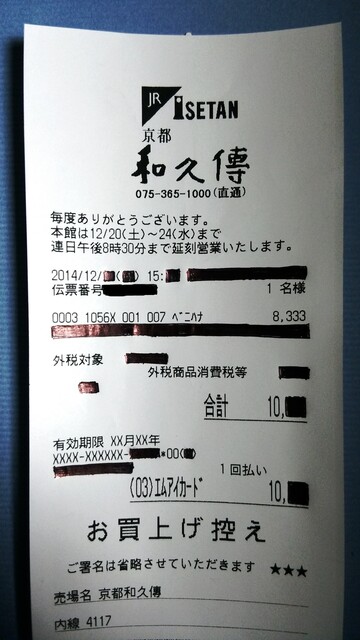 JR ISETAN
京都
和久傳
075-365-1000(直通)
毎度ありがとうございます。
本館は12/20(土)~24(水)まで
連日午後8時30分まで延刻営業いたします。
2014/12/ 15:
伝票番号 1 名様
0003 1056X 001 007 ベニハナ 8,333
外税対象
外税商品消費税等
合計 10,
有効期限 XX月XX年
XXXX-XXXXXX- *00( )
1回払い
(03)エムアイカード 10,
お買上げ控え
ご署名は省略させていただきます ★★★
売場名 京都和久傳
内線 4117